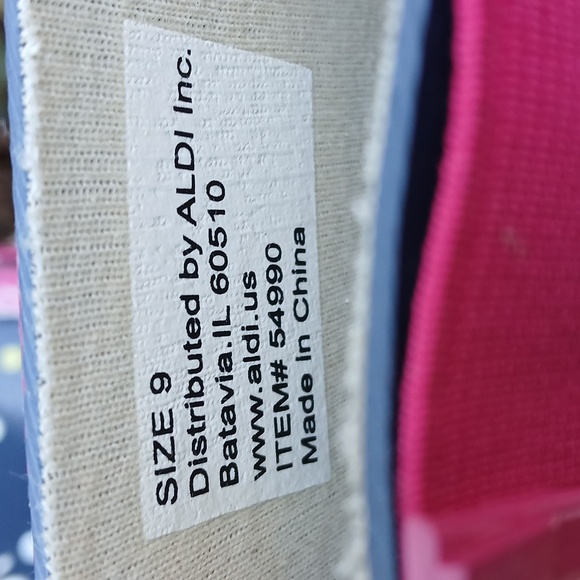 SIZE 9
Distributed by ALDI Inc.
Batavia.IL 60510
www.aldi.us
ITEM# 54990
Made In China